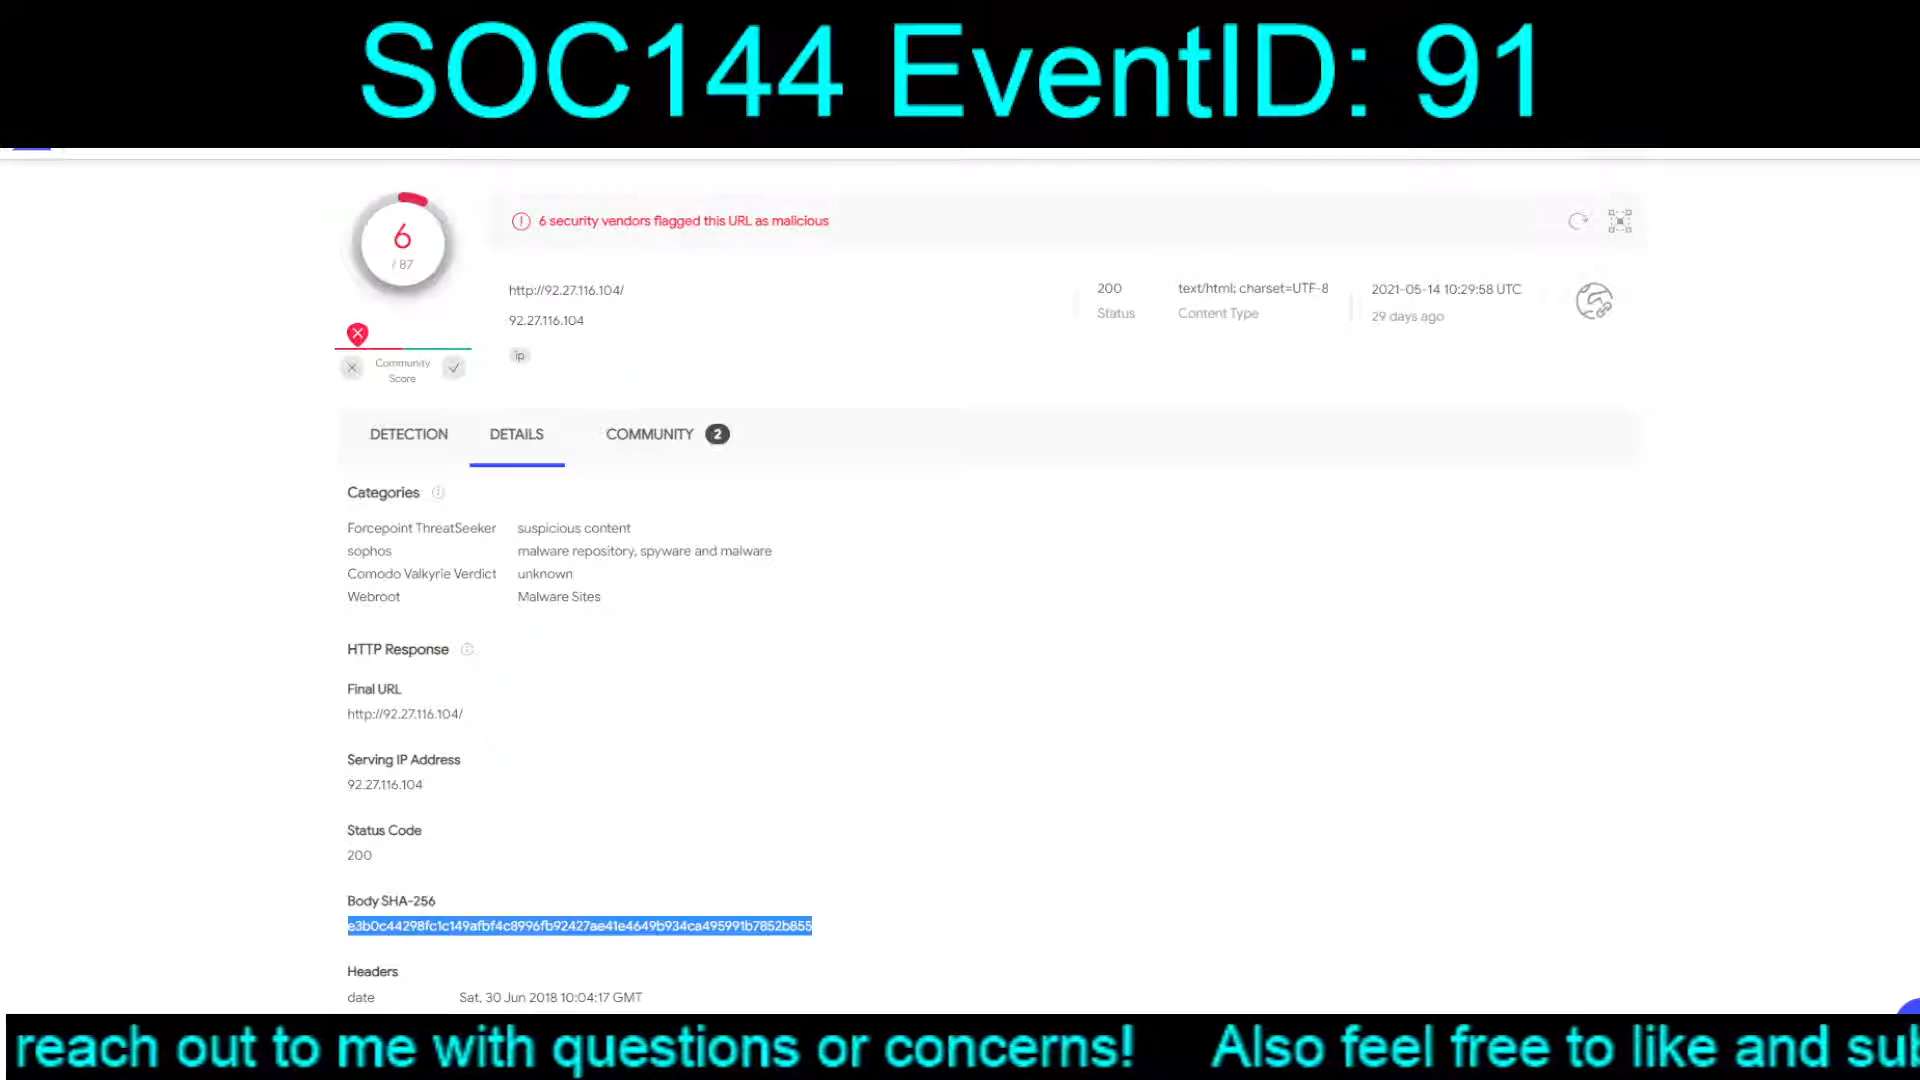 SOC144 EventID: 91
6
/ 87
6 security vendors flagged this URL as malicious
http://92.27.116.104/
92.27.116.104
ip
200
Status
text/html; charset=UTF-8
Content Type
2021-05-14 10:29:58 UTC
29 days ago
Community
Score
DETECTION
DETAILS
COMMUNITY 2
Categories
Forcepoint ThreatSeeker suspicious content
sophos malware repository, spyware and malware
Comodo Valkyrie Verdict unknown
Webroot Malware Sites
HTTP Response
Final URL
http://92.27.116.104/
Serving IP Address
92.27.116.104
Status Code
200
Body SHA-256
e3b0c44298fc1c149afbf4c8996fb92427ae41e4649b934ca495991b7852b855
Headers
date Sat, 30 Jun 2018 10:04:17 GMT
reach out to me with questions or concerns! Also feel free to like and sub